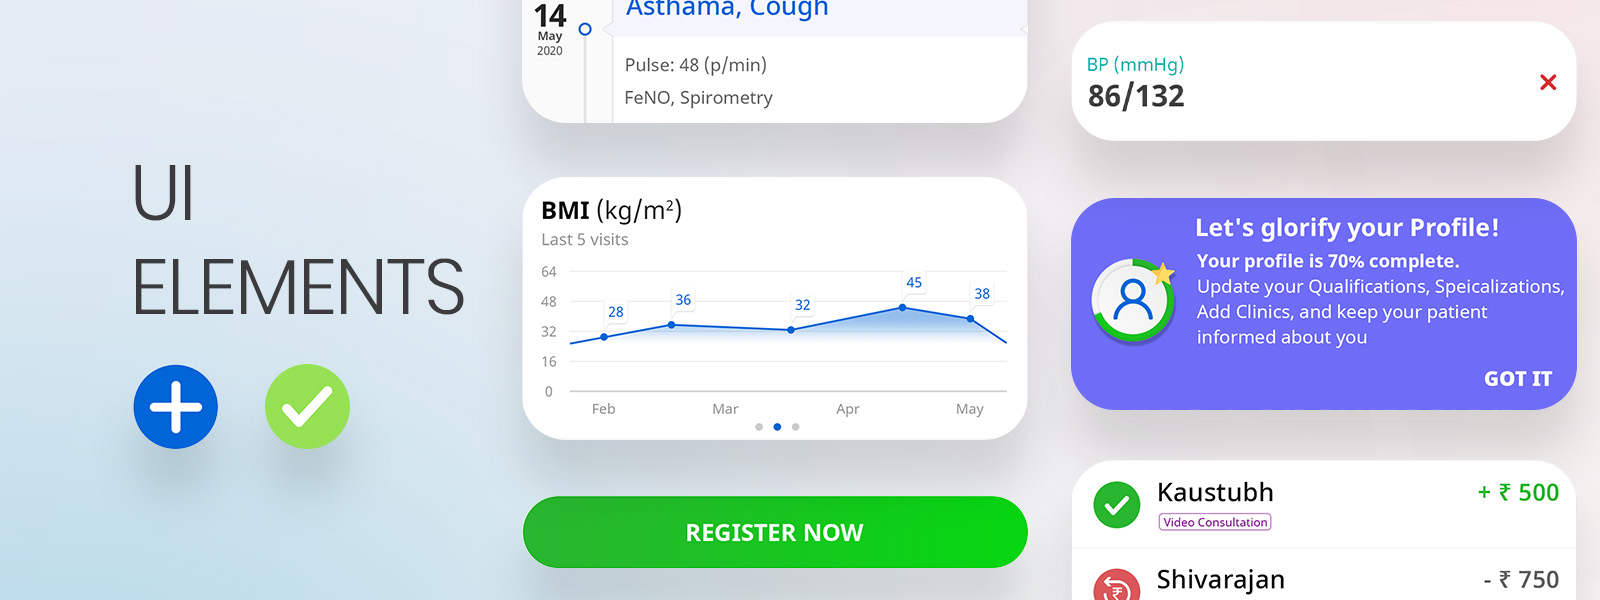 UI
ELEMENTS
14
May
2020
Asthama, Cough
Pulse: 48 (p/min)
FeNO, Spirometry
BMI (kg/m²)
Last 5 visits
64
48
32
16
0
28
36
32
45
38
Feb
Mar
Apr
May
REGISTER NOW
BP (mmHg)
86/132
Let's glorify your Profile!
Your profile is 70% complete.
Update your Qualifications, Speicalizations,
Add Clinics, and keep your patient
informed about you
GOT IT
Kaustubh
+ ₹ 500
Video Consultation
Shivarajan
- ₹ 750